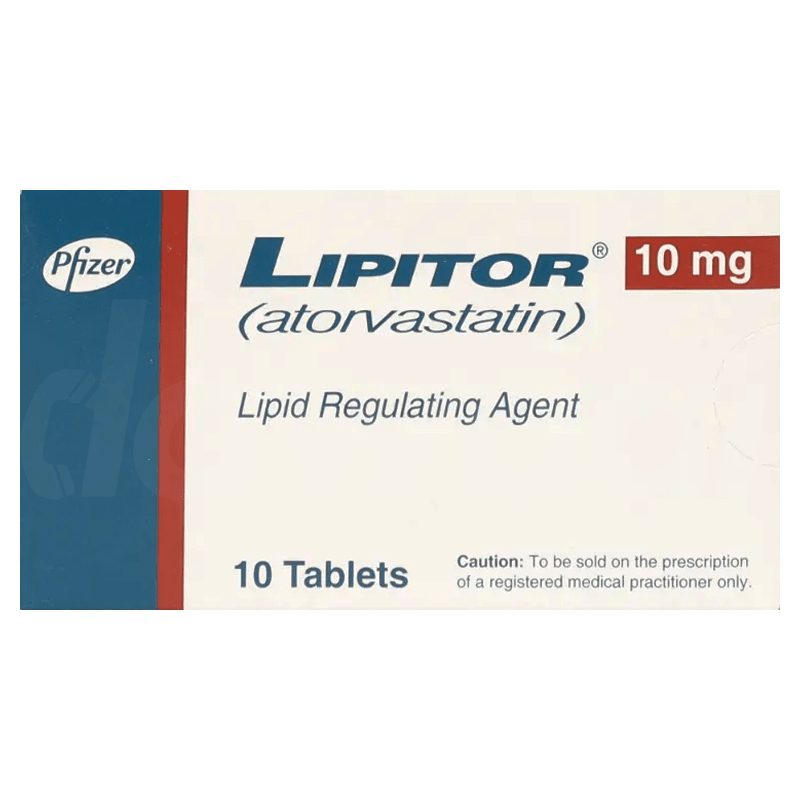 Pfizer
LIPITOR® 10 mg
(atorvastatin)
Lipid Regulating Agent
10 Tablets
Caution: To be sold on the prescription
of a registered medical practitioner only.